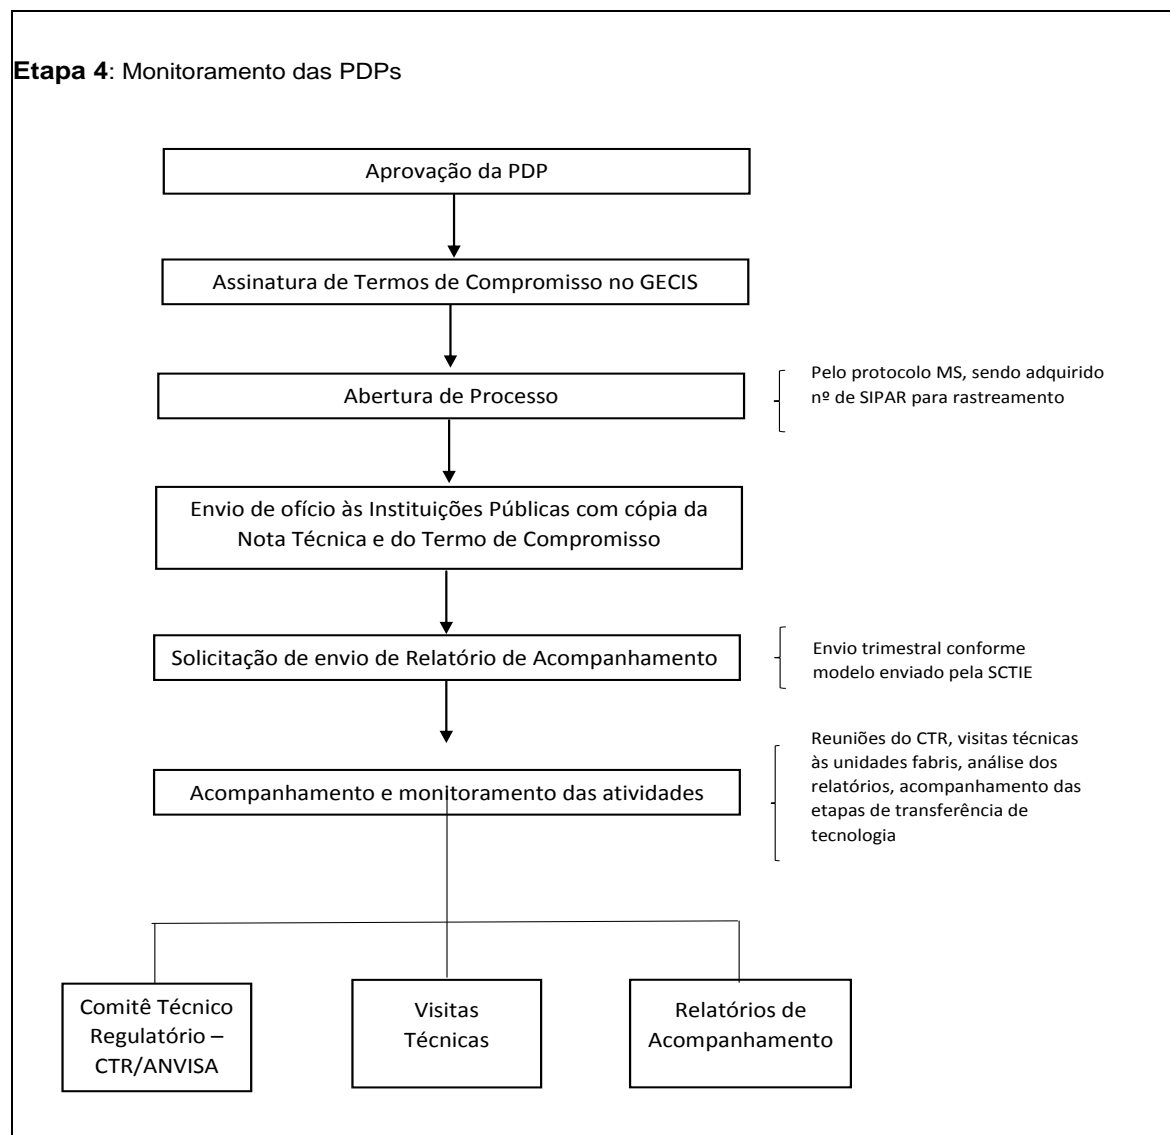 Etapa 4: Monitoramento das PDPs
Aprovação da PDP
Assinatura de Termos de Compromisso no GECIS
Abertura de Processo
Pelo protocolo MS, sendo adquirido
nº de SIPAR para rastreamento
Envio de ofício às Instituições Públicas com cópia da
Nota Técnica e do Termo de Compromisso
Solicitação de envio de Relatório de Acompanhamento
Envio trimestral conforme
modelo enviado pela SCTIE
Acompanhamento e monitoramento das atividades
Reuniões do CTR, visitas técnicas
às unidades fabris, análise dos
relatórios, acompanhamento das
etapas de transferência de
tecnologia
Comitê Técnico
Regulatório –
CTR/ANVISA
Visitas
Técnicas
Relatórios de
Acompanhamento